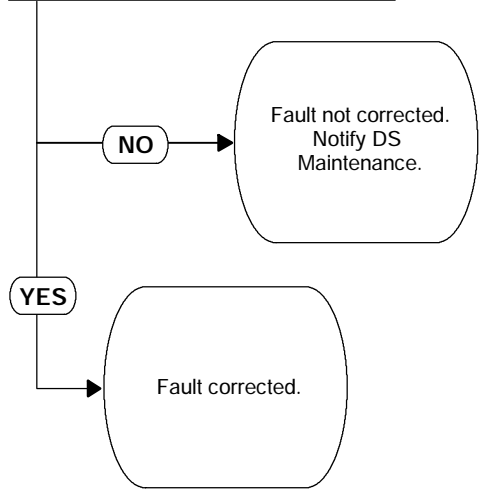 Fault not corrected.
Notify DS
Maintenance.
NO
YES
Fault corrected.